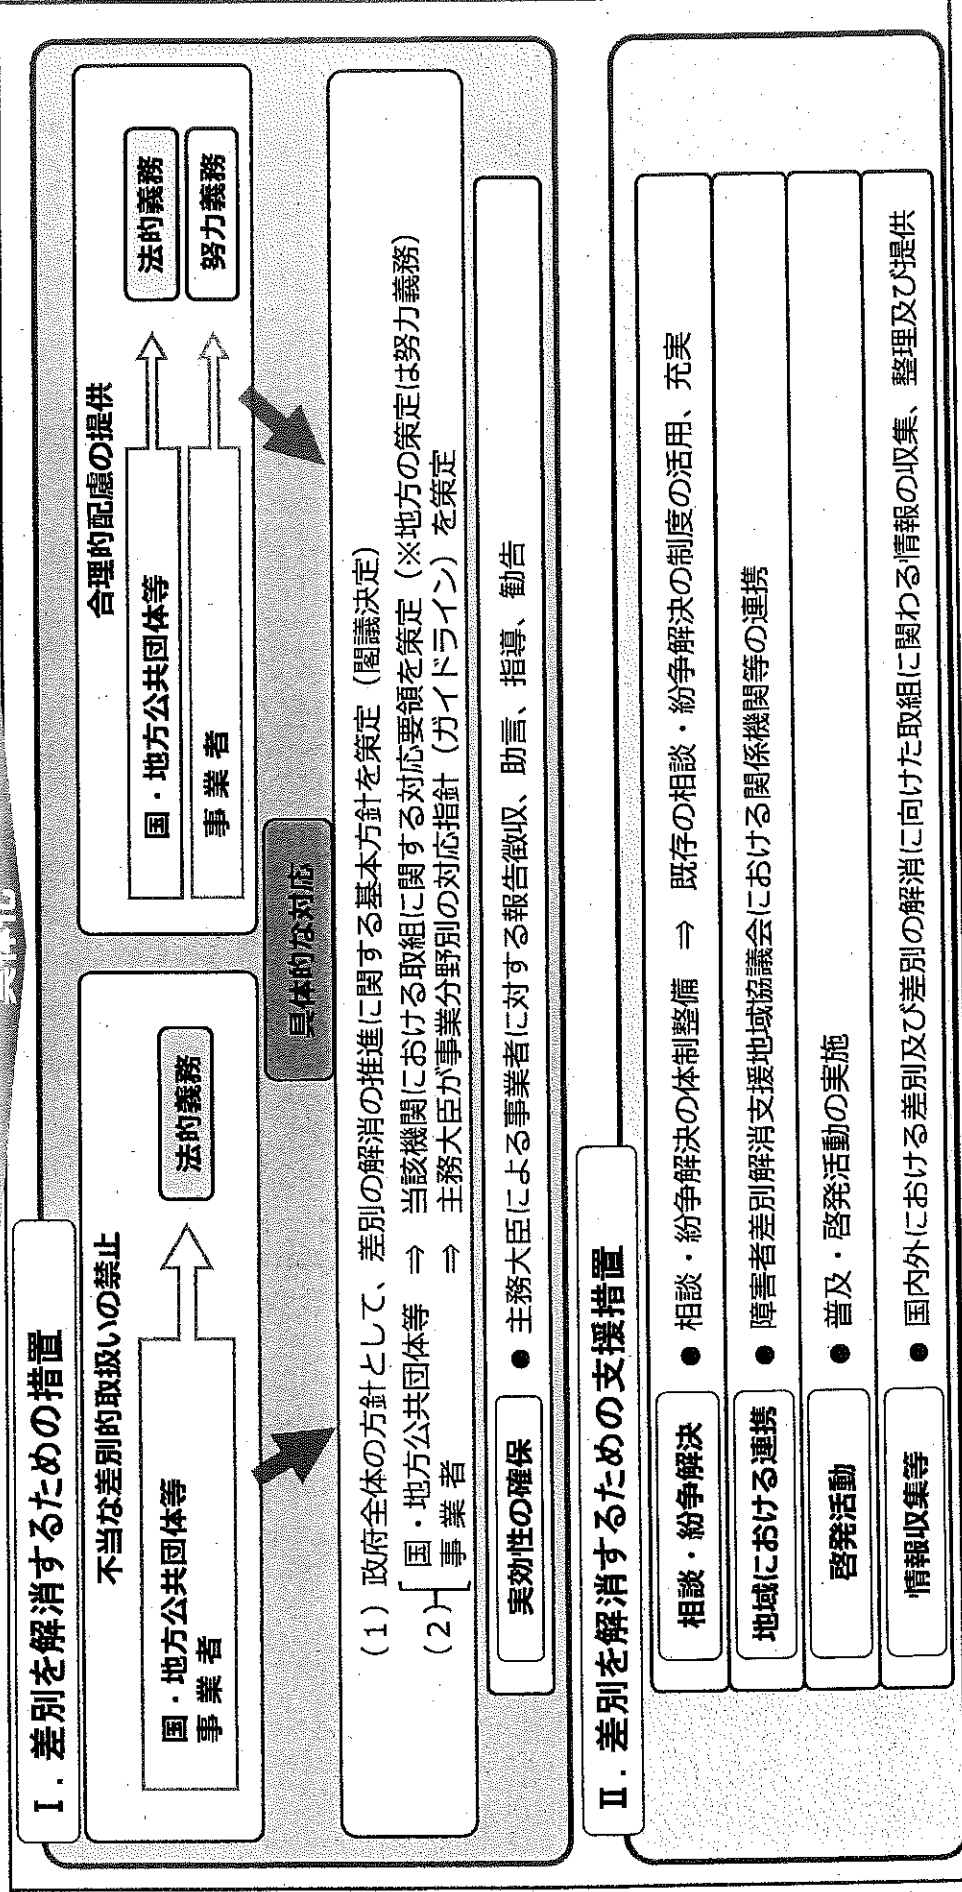 具体化
Ⅰ．差別を解消するための措置
不当な差別的取扱いの禁止
国・地方公共団体等
事業者
法的義務
合理的配慮の提供
国・地方公共団体等
法的義務
事業者
努力義務
具体的な対応
（1）政府全体の方針として、差別の解消の推進に関する基本方針を策定（閣議決定）
（2） 国・地方公共団体等 ⇒ 当該機関における取組に関する対応要領を策定（※地方の策定は努力義務）
事業者 ⇒ 主務大臣が事業分野別の対応指針（ガイドライン）を策定
実効性の確保 ● 主務大臣による事業者に対する報告徴収、助言、指導、勧告
Ⅱ．差別を解消するための支援措置
相談・紛争解決 ● 相談・紛争解決の体制整備 ⇒ 既存の相談・紛争解決の制度の活用、充実
地域における連携 ● 障害者差別解消支援地域協議会における関係機関等の連携
啓発活動 ● 普及・啓発活動の実施
情報収集等 ● 国内外における差別及び差別の解消に向けた取組に関わる情報の収集、整理及び提供